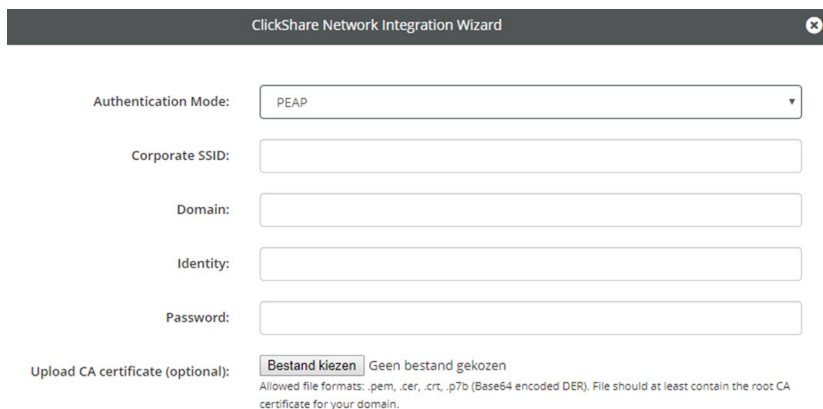 ClickShare Network Integration Wizard
Authentication Mode: PEAP
Corporate SSID:
Domain:
Identity:
Password:
Upload CA certificate (optional): Bestand kiezen Geen bestand gekozen
Allowed file formats: .pem, .cer, .crt, .p7b (Base64 encoded DER). File should at least contain the root CA
certificate for your domain.